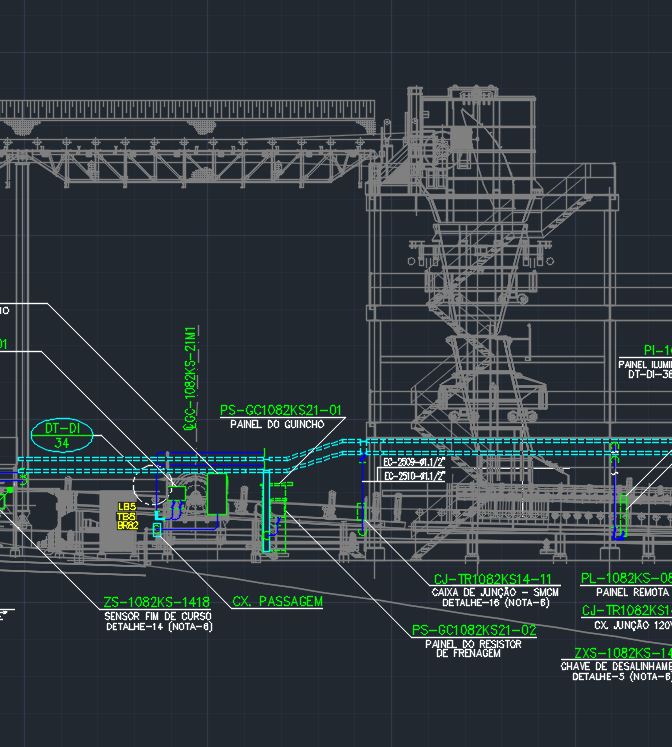 01
PI-1
PAINEL ILUMI
DT-DI-3
GC-1082KS-21M1
PS-GC1082KS21-01
PAINEL DO GUINCHO
DT-DI
34
EC-2509-Ø1.1/2"
EC-2510-Ø1.1/2"
LB5
TB5
BR82
CJ-TR1082KS14-11
CAIXA DE JUNÇÃO - SMCM
DETALHE-16 (NOTA-6)
PL-1082KS-08
PAINEL REMOTA
ZS-1082KS-1418
SENSOR FIM DE CURSO
DETALHE-14 (NOTA-6)
CX. PASSAGEM
CJ-TR1082KS1
CX. JUNÇÃO 120V
PS-GC1082KS21-02
PAINEL DO RESISTOR
DE FRENAGEM
ZXS-1082KS-14
CHAVE DE DESALINHAME
DETALHE-5 (NOTA-6